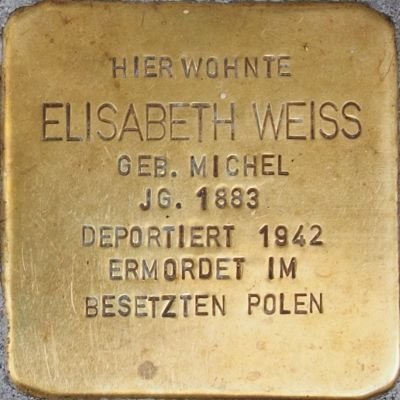 HIER WOHNTE
ELISABETH WEISS
GEB. MICHEL
JG. 1883
DEPORTIERT 1942
ERMORDET IM
BESETZTEN POLEN